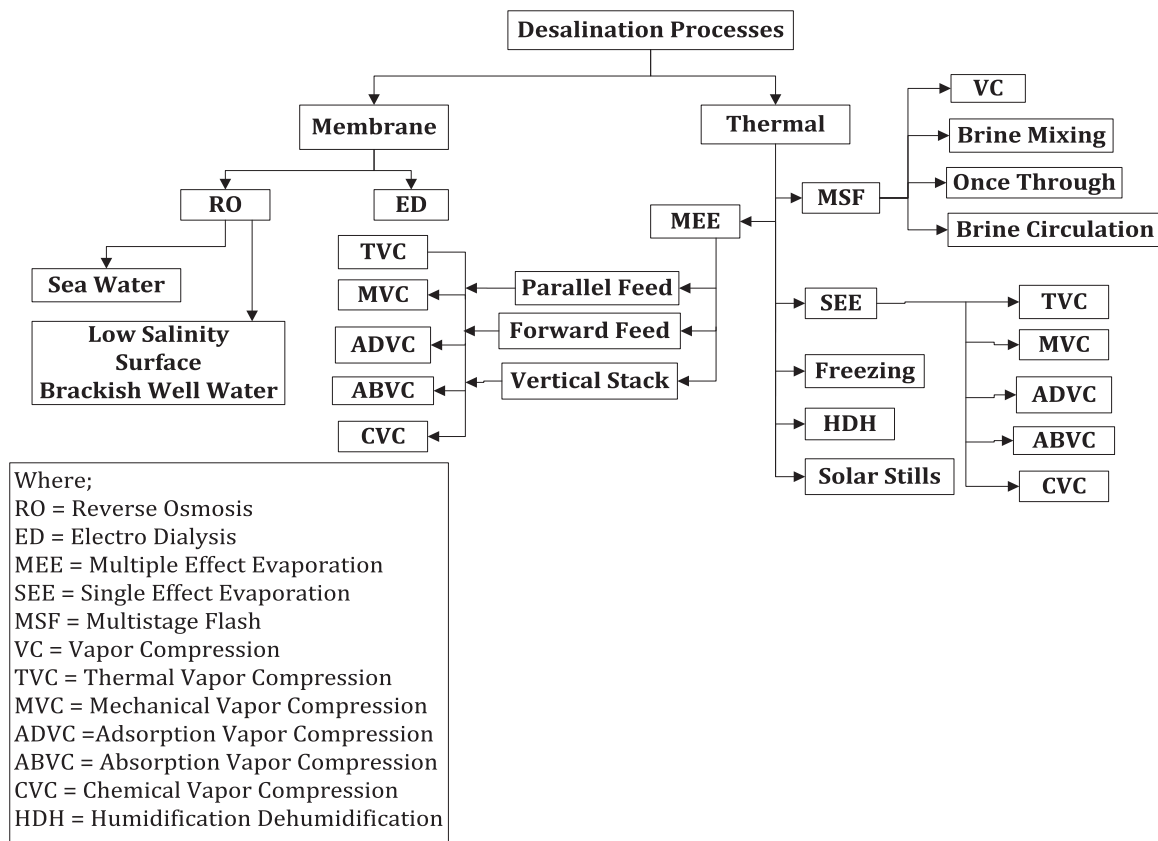 Desalination Processes
Membrane
Thermal
VC
Brine Mixing
Once Through
Brine Circulation
MSF
RO
ED
MEE
Sea Water
Low Salinity
Surface
Brackish Well Water
TVC
MVC
ADVC
ABVC
CVC
Parallel Feed
Forward Feed
Vertical Stack
SEE
Freezing
HDH
Solar Stills
TVC
MVC
ADVC
ABVC
CVC
Where;
RO = Reverse Osmosis
ED = Electro Dialysis
MEE = Multiple Effect Evaporation
SEE = Single Effect Evaporation
MSF = Multistage Flash
VC = Vapor Compression
TVC = Thermal Vapor Compression
MVC = Mechanical Vapor Compression
ADVC =Adsorption Vapor Compression
ABVC = Absorption Vapor Compression
CVC = Chemical Vapor Compression
HDH = Humidification Dehumidification